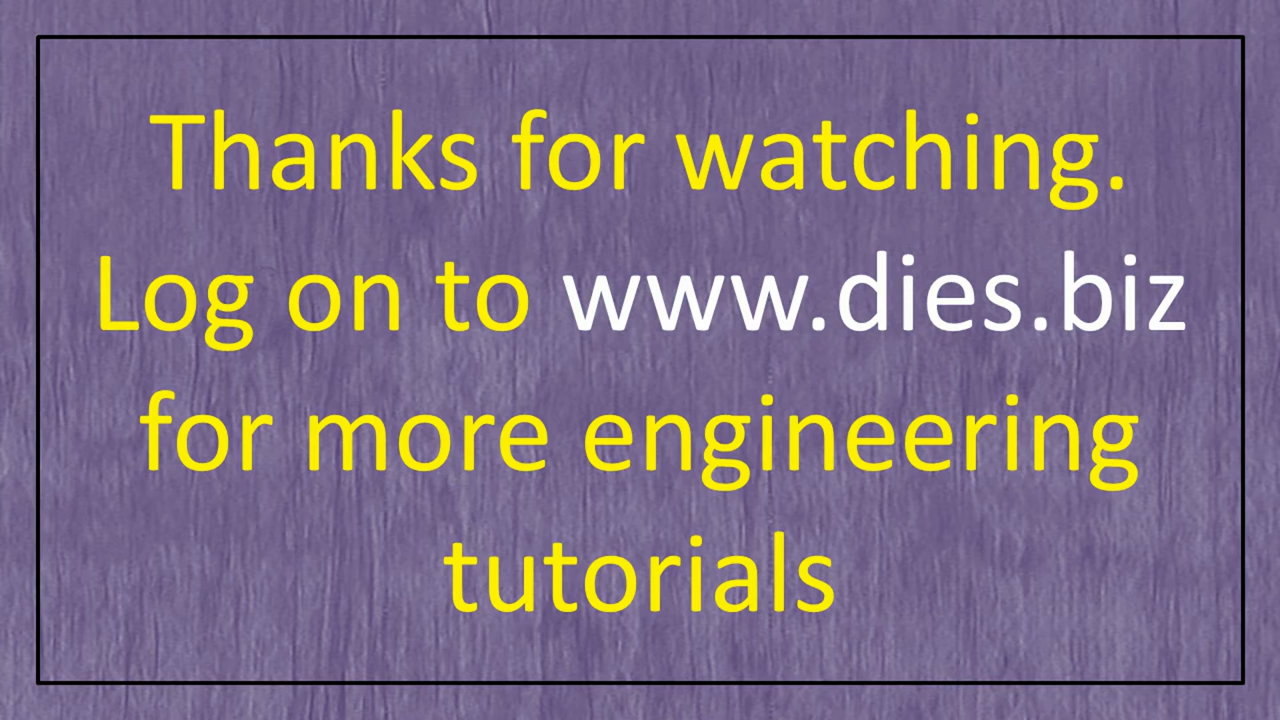 Thanks for watching.
Log on to www.dies.biz
for more engineering
tutorials